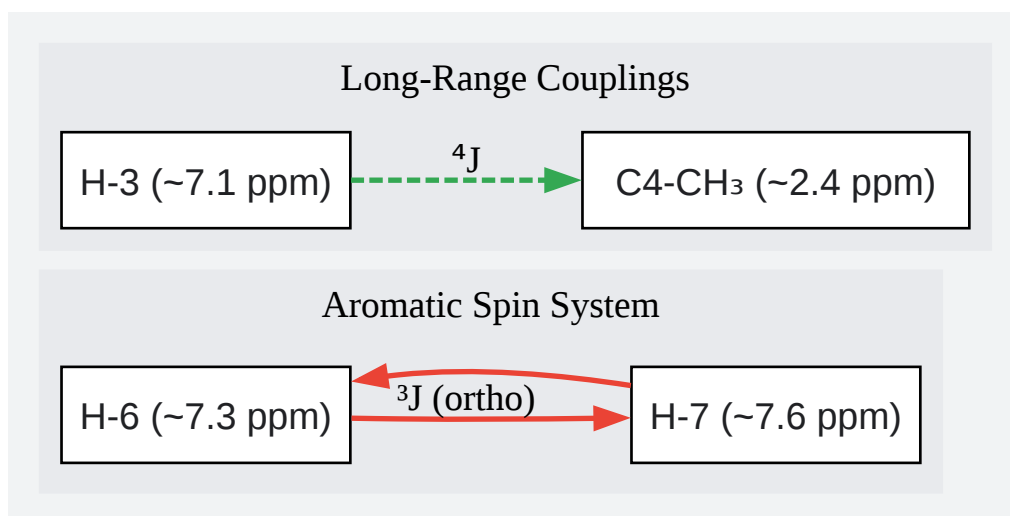 Long-Range Couplings
⁴J
H-3 (~7.1 ppm)
C4-CH₃ (~2.4 ppm)
Aromatic Spin System
³J (ortho)
H-6 (~7.3 ppm)
H-7 (~7.6 ppm)